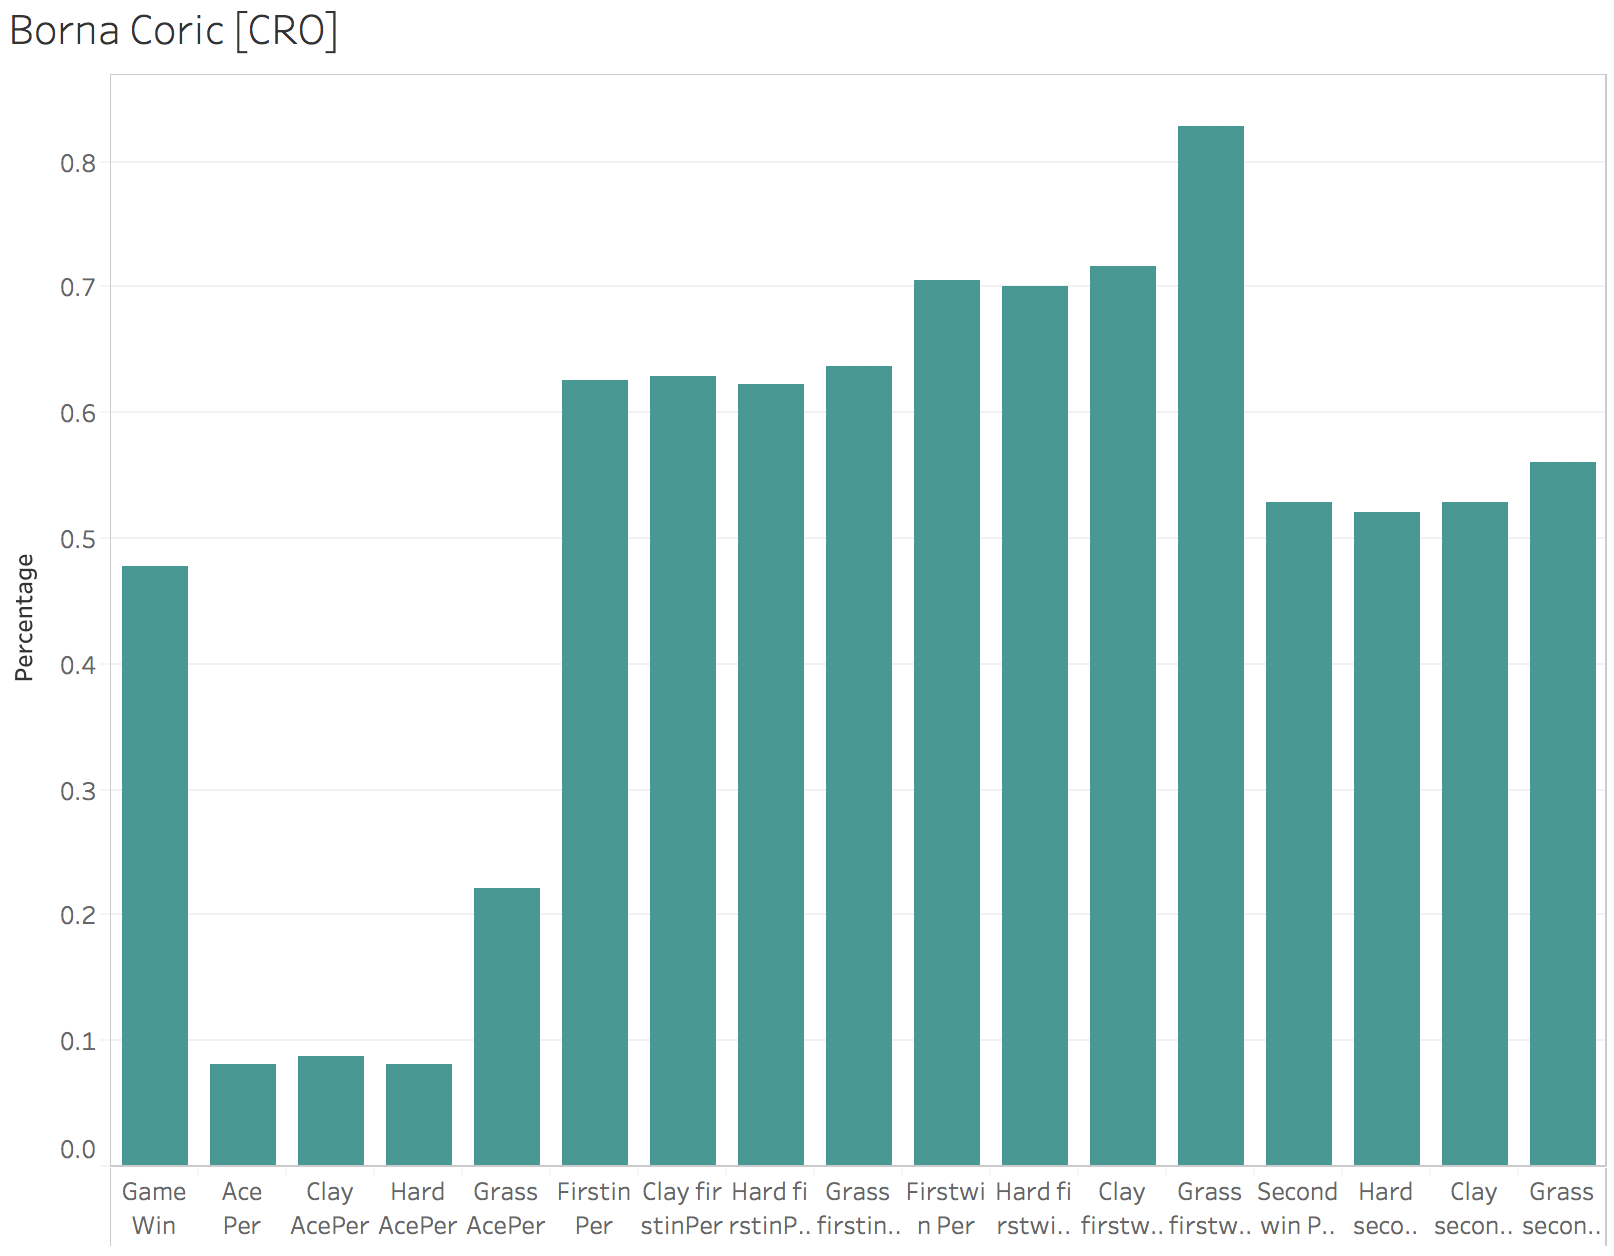 Borna Coric [CRO]
Percentage
0.8
0.7
0.6
0.5
0.4
0.3
0.2
0.1
0.0
Game
Win
Ace
Per
Clay
AcePer
Hard
AcePer
Grass
AcePer
Firstin
Per
Clay fir
stinPer
Hard fi
rstinP..
Grass
firstin..
Firstwi
n Per
Hard fi
rstwi..
Clay
firstw..
Grass
firstw..
Second
win P..
Hard
seco..
Clay
secon..
Grass
secon..